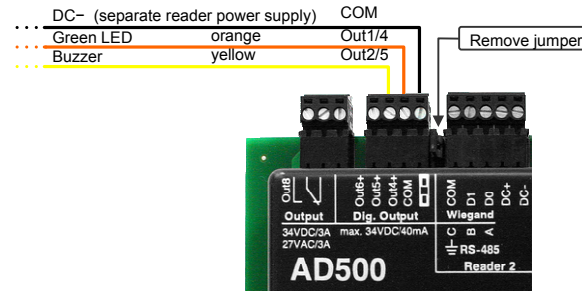 DC− (separate reader power supply) COM
Green LED orange Out1/4
Buzzer yellow Out2/5
Remove jumper
Out8
Out6+
Out5+
Out4+
COM
COM
D1
D0
DC+
DC-
Output Dig. Output Wiegand
34VDC/3A max. 34VDC/40mA
27VAC/3A
C
B
A
RS-485
Reader 2
AD500